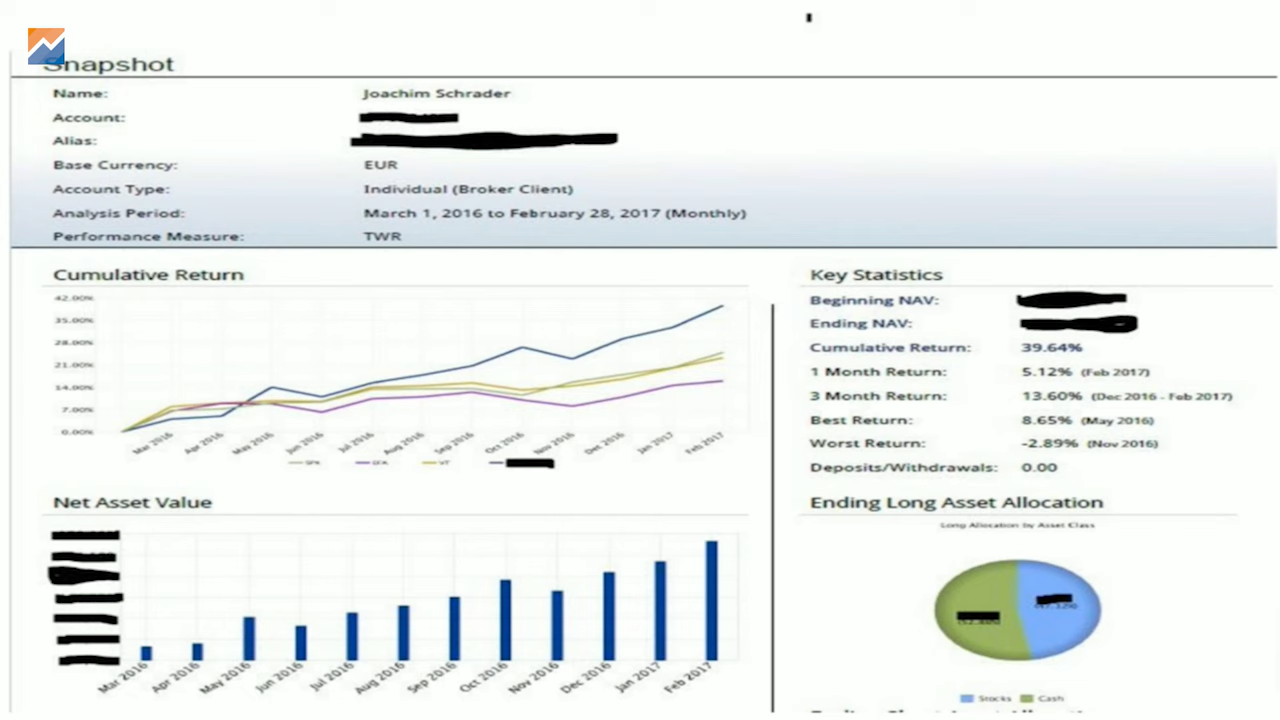 Snapshot
Name: Joachim Schrader
Account:
Alias:
Base Currency: EUR
Account Type: Individual (Broker Client)
Analysis Period: March 1, 2016 to February 28, 2017 (Monthly)
Performance Measure: TWR
Cumulative Return
42.00%
35.00%
28.00%
21.00%
14.00%
7.00%
0.00%
Mar 2016 Apr 2016 May 2016 Jun 2016 Jul 2016 Aug 2016 Sep 2016 Oct 2016 Nov 2016 Dec 2016 Jan 2017 Feb 2017
Key Statistics
Beginning NAV:
Ending NAV:
Cumulative Return: 39.64%
1 Month Return: 5.12% (Feb 2017)
3 Month Return: 13.60% (Dec 2016 - Feb 2017)
Best Return: 8.65% (May 2016)
Worst Return: -2.89% (Nov 2016)
Deposits/Withdrawals: 0.00
Net Asset Value
Mar 2016 Apr 2016 May 2016 Jun 2016 Jul 2016 Aug 2016 Sep 2016 Oct 2016 Nov 2016 Dec 2016 Jan 2017 Feb 2017
Ending Long Asset Allocation
Long Allocation by Asset Class
Stocks Cash